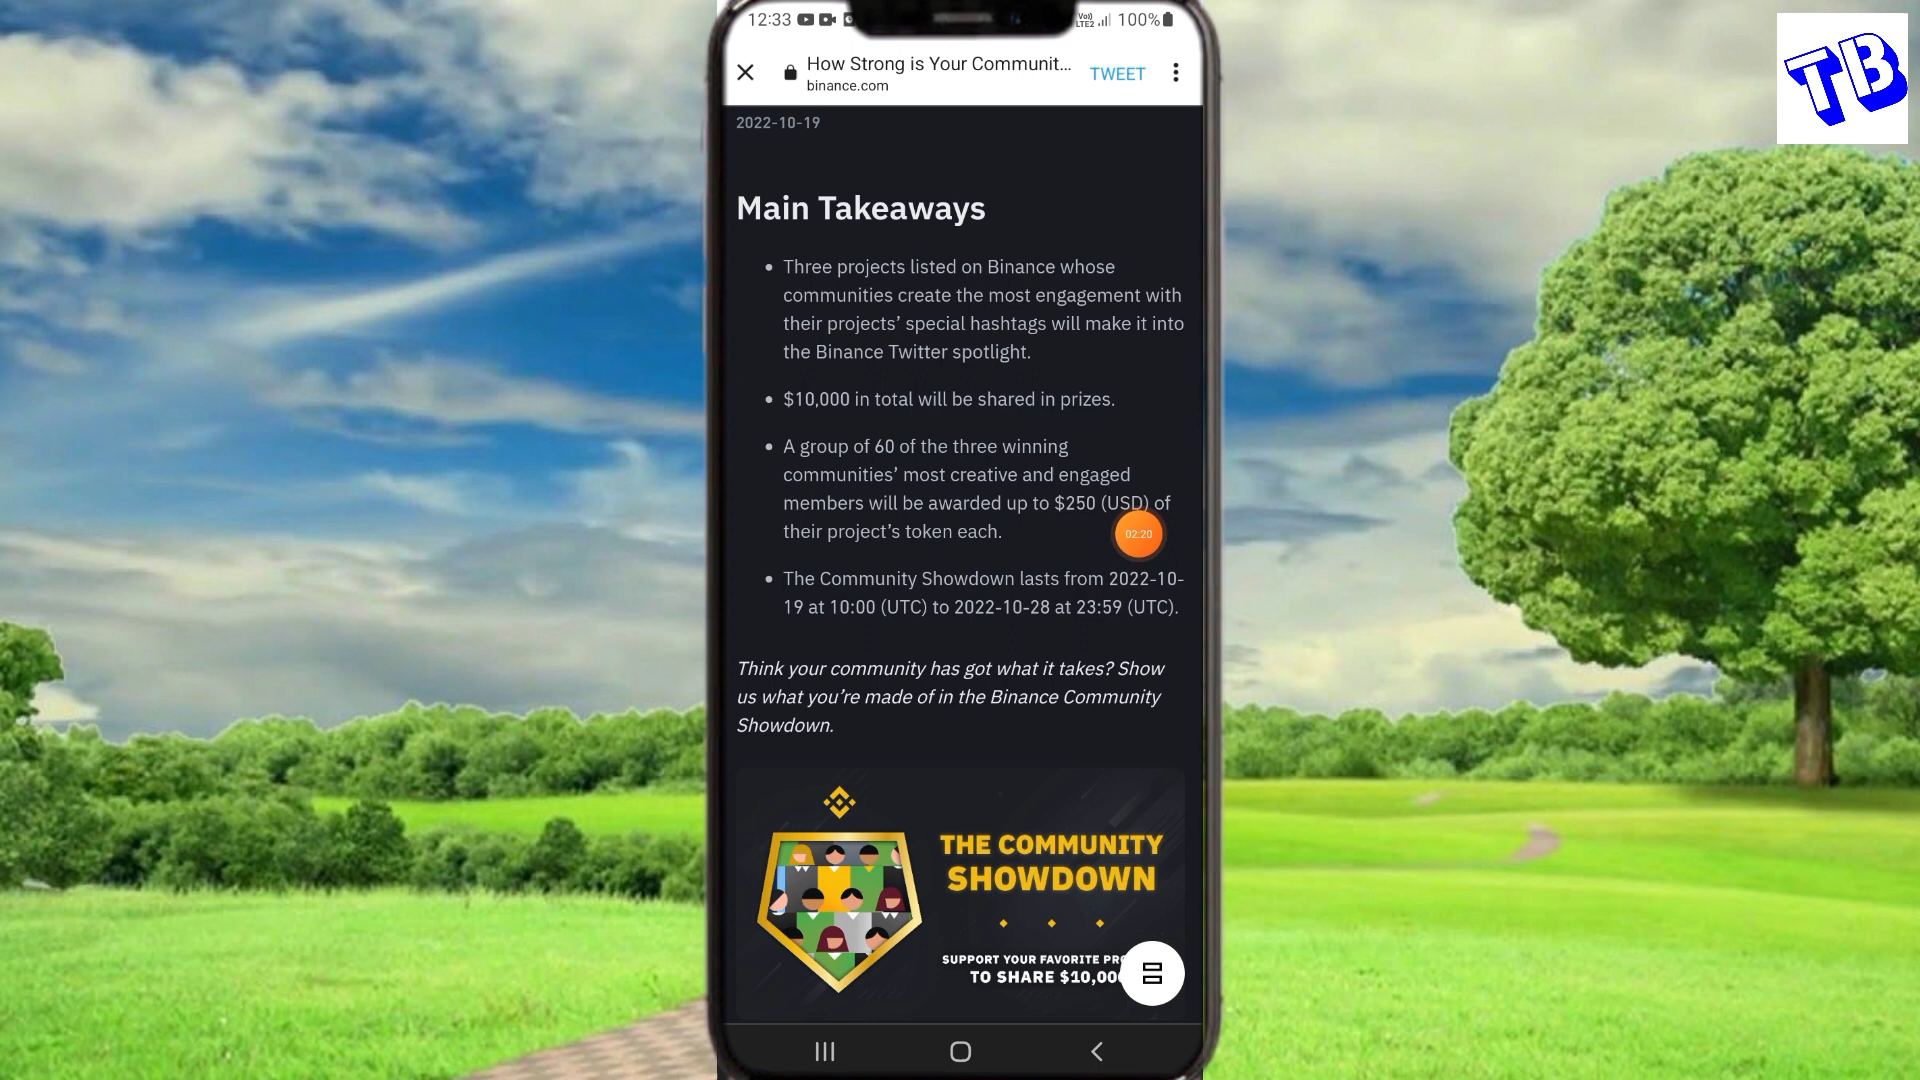 12:33
Vo)) LTE2 100%
TB
How Strong is Your Communit...
binance.com
TWEET
2022-10-19
Main Takeaways
Three projects listed on Binance whose
communities create the most engagement with
their projects’ special hashtags will make it into
the Binance Twitter spotlight.
$10,000 in total will be shared in prizes.
A group of 60 of the three winning
communities’ most creative and engaged
members will be awarded up to $250 (USD) of
their project’s token each.
02:20
The Community Showdown lasts from 2022-10-
19 at 10:00 (UTC) to 2022-10-28 at 23:59 (UTC).
Think your community has got what it takes? Show
us what you’re made of in the Binance Community
Showdown.
THE COMMUNITY
SHOWDOWN
SUPPORT YOUR FAVORITE
TO SHARE